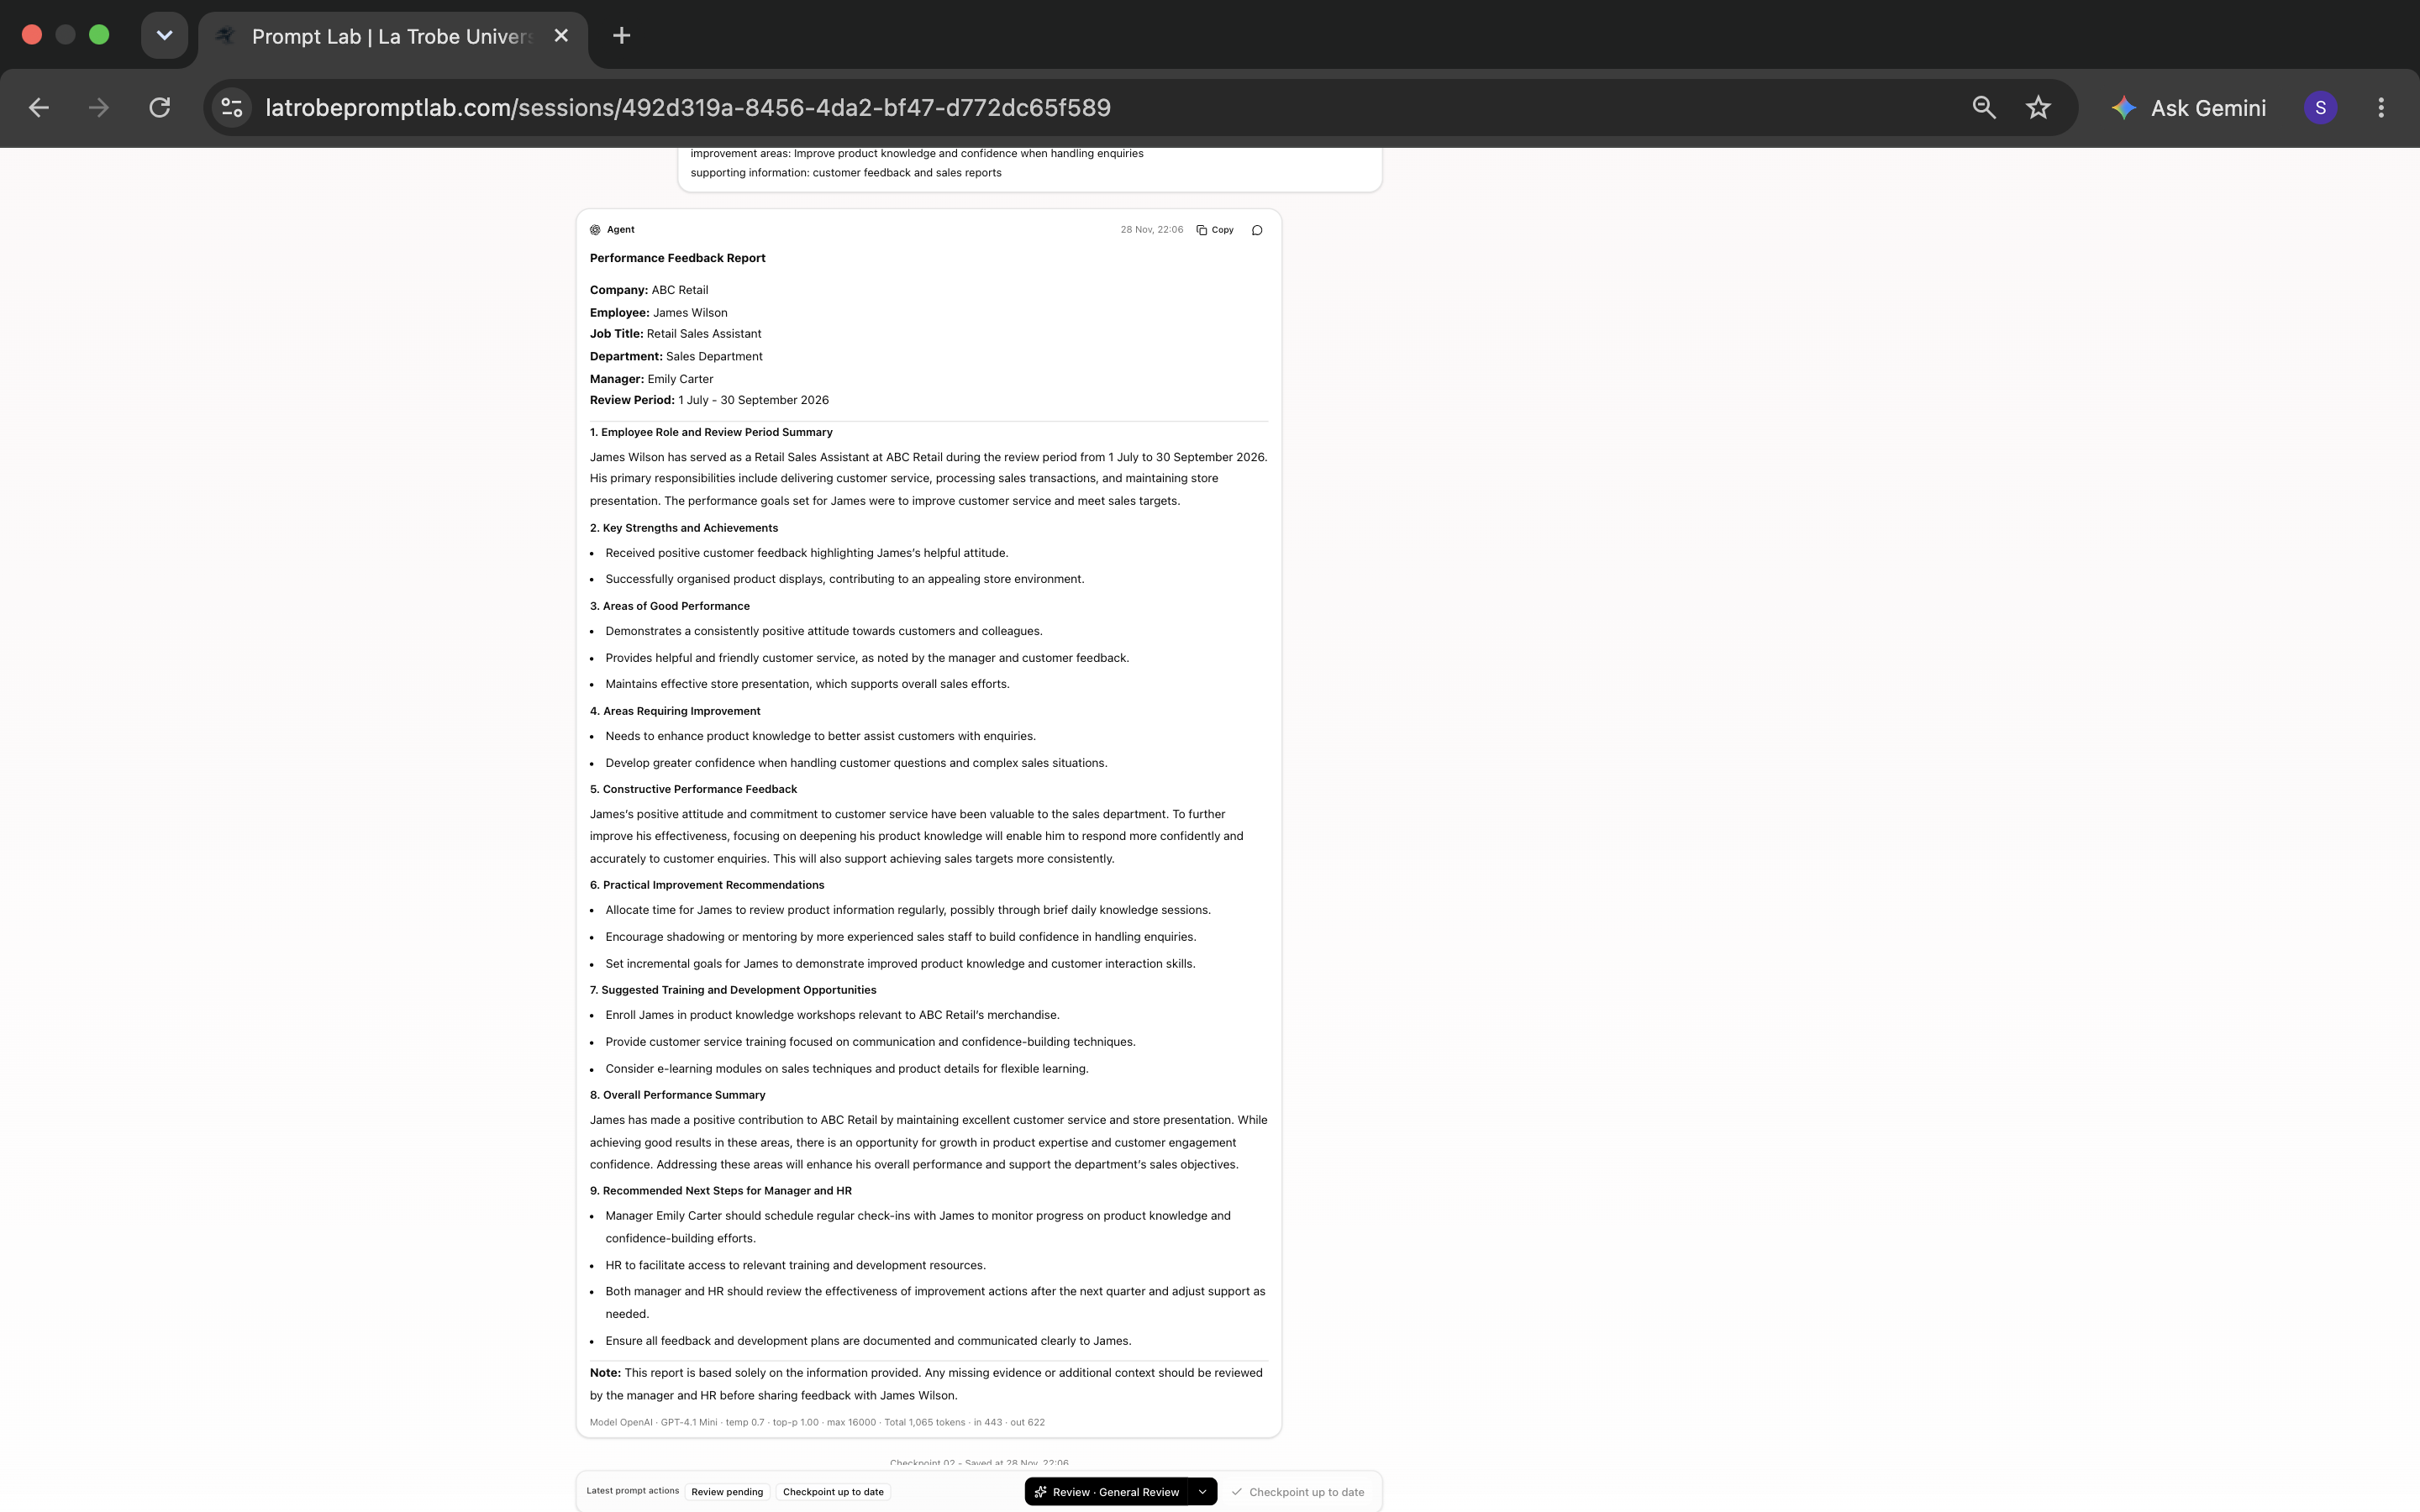 Prompt Lab | La Trobe Univers
latrobepromptlab.com/sessions/492d319a-8456-4da2-bf47-d772dc65f589
Ask Gemini
S
improvement areas: Improve product knowledge and confidence when handling enquiries
supporting information: customer feedback and sales reports
Agent
28 Nov, 22:06
Copy
Performance Feedback Report
Company: ABC Retail
Employee: James Wilson
Job Title: Retail Sales Assistant
Department: Sales Department
Manager: Emily Carter
Review Period: 1 July - 30 September 2026
1. Employee Role and Review Period Summary
James Wilson has served as a Retail Sales Assistant at ABC Retail during the review period from 1 July to 30 September 2026.
His primary responsibilities include delivering customer service, processing sales transactions, and maintaining store
presentation. The performance goals set for James were to improve customer service and meet sales targets.
2. Key Strengths and Achievements
• Received positive customer feedback highlighting James’s helpful attitude.
• Successfully organised product displays, contributing to an appealing store environment.
3. Areas of Good Performance
• Demonstrates a consistently positive attitude towards customers and colleagues.
• Provides helpful and friendly customer service, as noted by the manager and customer feedback.
• Maintains effective store presentation, which supports overall sales efforts.
4. Areas Requiring Improvement
• Needs to enhance product knowledge to better assist customers with enquiries.
• Develop greater confidence when handling customer questions and complex sales situations.
5. Constructive Performance Feedback
James’s positive attitude and commitment to customer service have been valuable to the sales department. To further
improve his effectiveness, focusing on deepening his product knowledge will enable him to respond more confidently and
accurately to customer enquiries. This will also support achieving sales targets more consistently.
6. Practical Improvement Recommendations
• Allocate time for James to review product information regularly, possibly through brief daily knowledge sessions.
• Encourage shadowing or mentoring by more experienced sales staff to build confidence in handling enquiries.
• Set incremental goals for James to demonstrate improved product knowledge and customer interaction skills.
7. Suggested Training and Development Opportunities
• Enroll James in product knowledge workshops relevant to ABC Retail’s merchandise.
• Provide customer service training focused on communication and confidence-building techniques.
• Consider e-learning modules on sales techniques and product details for flexible learning.
8. Overall Performance Summary
James has made a positive contribution to ABC Retail by maintaining excellent customer service and store presentation. While
achieving good results in these areas, there is an opportunity for growth in product expertise and customer engagement
confidence. Addressing these areas will enhance his overall performance and support the department’s sales objectives.
9. Recommended Next Steps for Manager and HR
• Manager Emily Carter should schedule regular check-ins with James to monitor progress on product knowledge and
confidence-building efforts.
• HR to facilitate access to relevant training and development resources.
• Both manager and HR should review the effectiveness of improvement actions after the next quarter and adjust support as
needed.
• Ensure all feedback and development plans are documented and communicated clearly to James.
Note: This report is based solely on the information provided. Any missing evidence or additional context should be reviewed
by the manager and HR before sharing feedback with James Wilson.
Model OpenAI · GPT-4.1 Mini · temp 0.7 · top-p 1.00 · max 16000 · Total 1,065 tokens · in 443 · out 622
Checkpoint 02 - Saved at 28 Nov, 22:06
Latest prompt actions
Review pending
Checkpoint up to date
Review · General Review
Checkpoint up to date